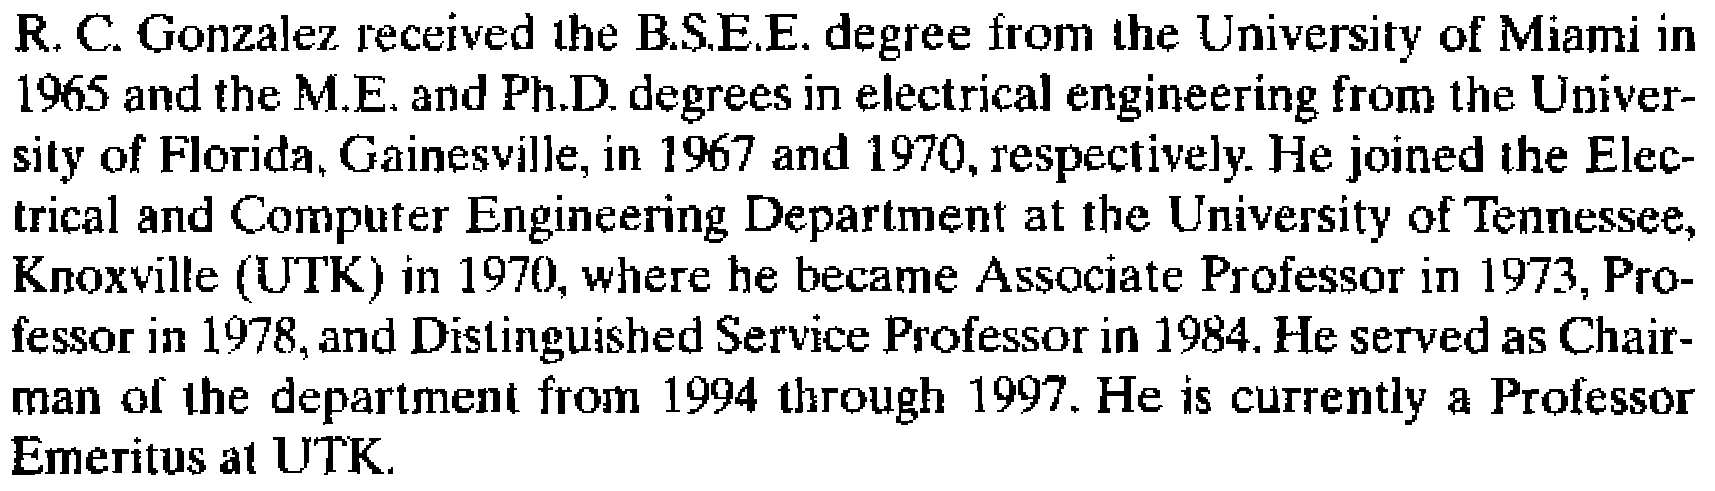 R. C. Gonzalez received the B.S.E.E. degree from the University of Miami in
1965 and the M.E. and Ph.D. degrees in electrical engineering from the Univer-
sity of Florida, Gainesville, in 1967 and 1970, respectively. He joined the Elec-
trical and Computer Engineering Department at the University of Tennessee,
Knoxville (UTK) in 1970, where he became Associate Professor in 1973, Pro-
fessor in 1978, and Distinguished Service Professor in 1984. He served as Chair-
man of the department from 1994 through 1997. He is currently a Professor
Emeritus at UTK.